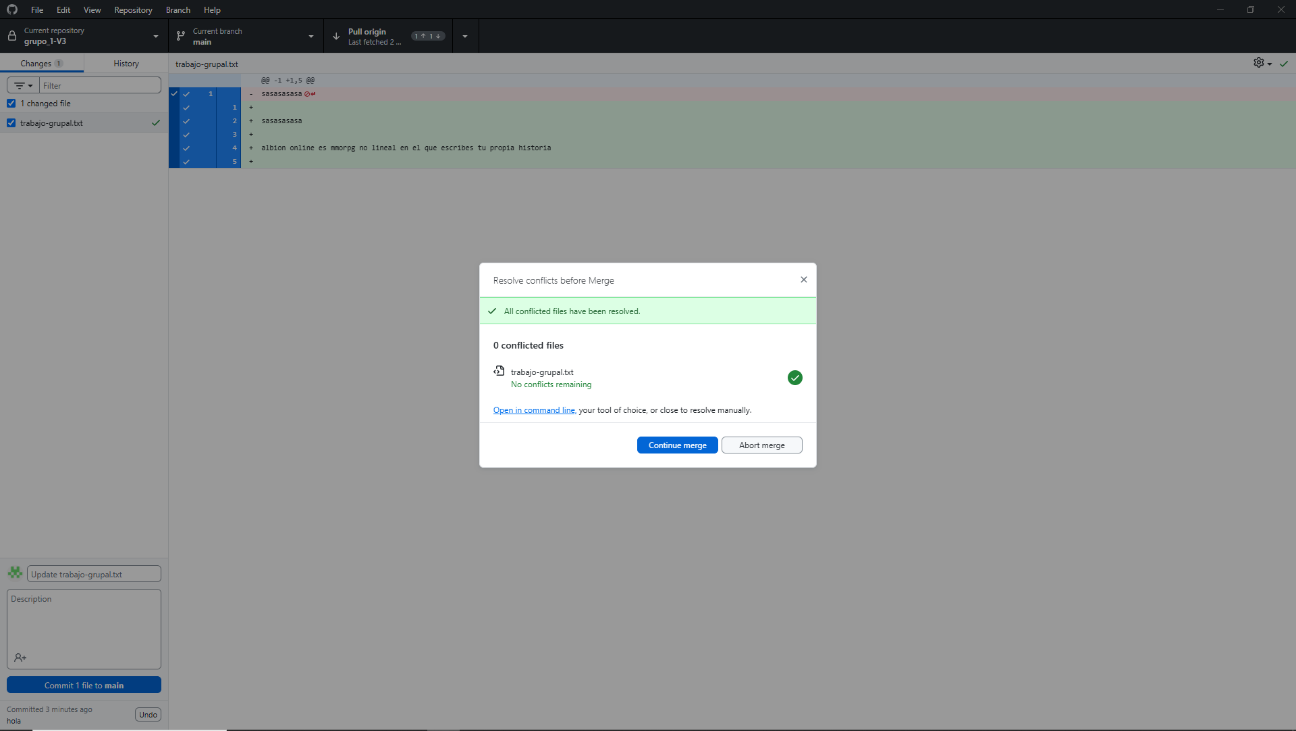 File Edit View Repository Branch Help
Current repository
grupo_1-V3
Current branch
main
Pull origin
Last fetched 2 ...
1 ↑ 1 ↓
Changes 1 History
Filter
1 changed file
trabajo-grupal.txt
trabajo-grupal.txt
@@ -1 +1,5 @@
1 - sasasasasa
1 +
2 + sasasasasa
3 +
4 + albion online es mmorpg no lineal en el que escribes tu propia historia
5 +
Resolve conflicts before Merge
All conflicted files have been resolved.
0 conflicted files
trabajo-grupal.txt
No conflicts remaining
Open in command line, your tool of choice, or close to resolve manually.
Continue merge Abort merge
Update trabajo-grupal.txt
Description
Commit 1 file to main
Committed 3 minutes ago
hola
Undo